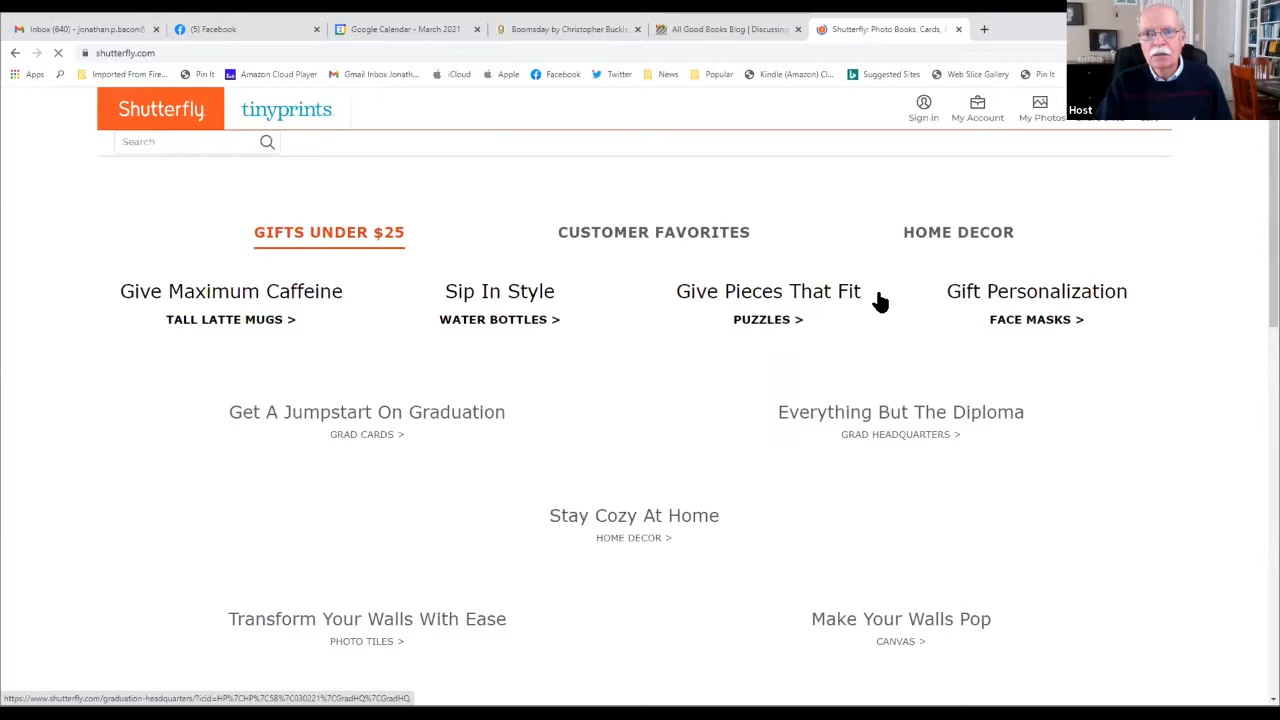 Inbox (640) - jonathan.p.baconi
(5) Facebook
Google Calendar - March 2021
Boomsday by Christopher Buckle
All Good Books Blog | Discussing
Shutterfly: Photo Books, Cards, P
shutterfly.com
Apps
Imported From Fire...
Pin It
Amazon Cloud Player
Gmail Inbox Jonath...
iCloud
Apple
Facebook
Twitter
News
Popular
Kindle (Amazon) Cl...
Suggested Sites
Web Slice Gallery
Pin It
Host
Shutterfly
tinyprints
Sign in
My Account
My Photos
Search
GIFTS UNDER $25
CUSTOMER FAVORITES
HOME DECOR
Give Maximum Caffeine
Sip In Style
Give Pieces That Fit
Gift Personalization
TALL LATTE MUGS >
WATER BOTTLES >
PUZZLES >
FACE MASKS >
Get A Jumpstart On Graduation
Everything But The Diploma
GRAD CARDS >
GRAD HEADQUARTERS >
Stay Cozy At Home
HOME DECOR >
Transform Your Walls With Ease
Make Your Walls Pop
PHOTO TILES >
CANVAS >
https://www.shutterfly.com/graduation-headquarters/?icid=HP%7CHP%7C5B%7C030221%7CGradHQ%7CGradHQ